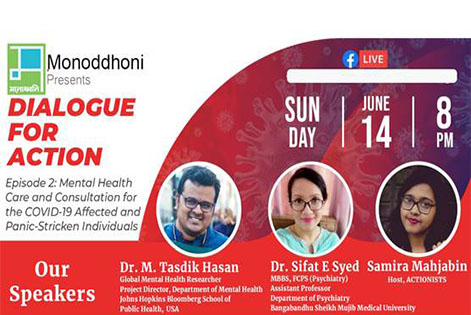 মনোধ্বনি
Monoddhoni
Presents
DIALOGUE
FOR
ACTION
Episode 2: Mental Health
Care and Consultation for
the COVID-19 Affected and
Panic-Stricken Individuals
LIVE
SUN
DAY
JUNE
14
8
PM
Our
Speakers
Dr. M. Tasdik Hasan
Global Mental Health Researcher
Project Director, Department of Mental Health
Johns Hopkins Bloomberg School of
Public Health, USA
Dr. Sifat E Syed
MBBS, FCPS (Psychiatry)
Assistant Professor
Department of Psychiatry
Bangabandhu Sheikh Mujib Medical University
Samira Mahjabin
Host, ACTIONISTS